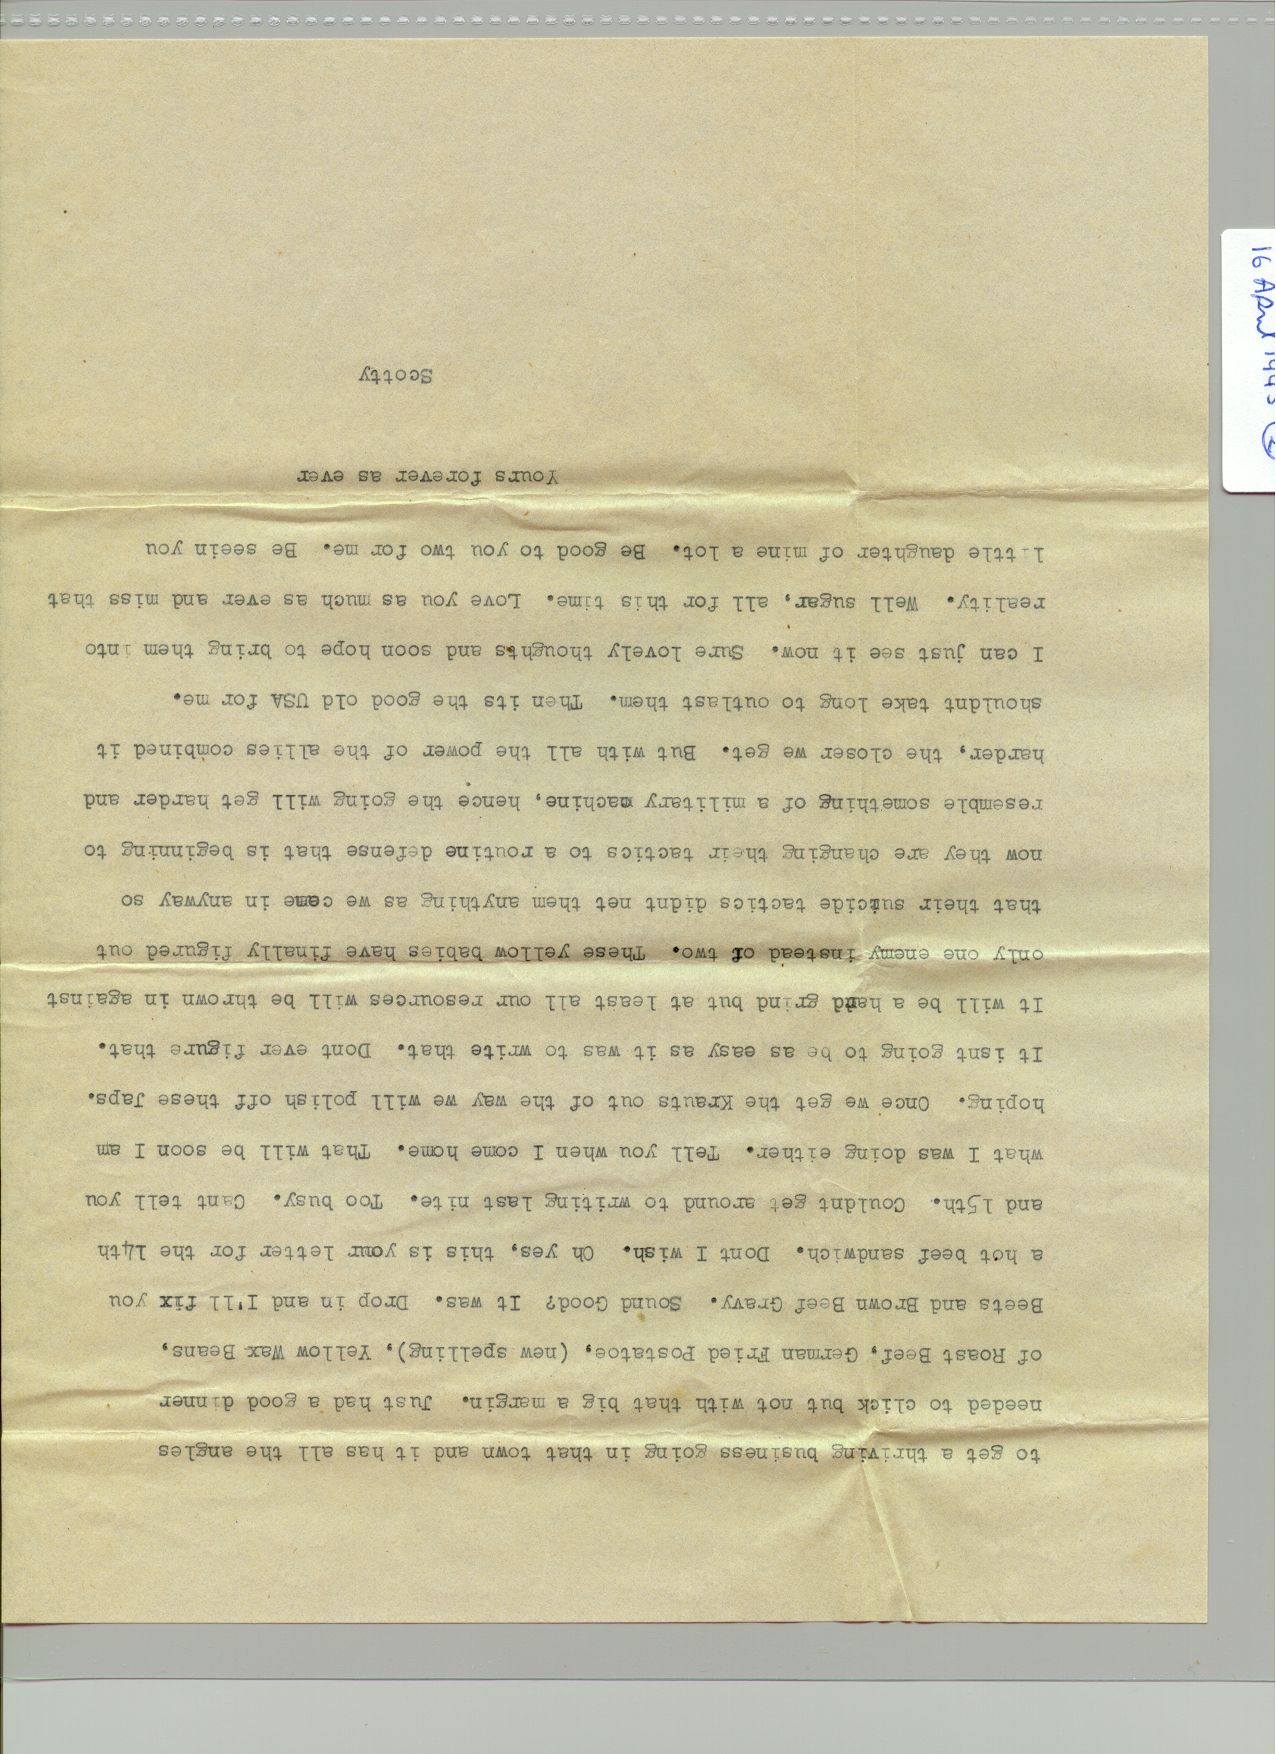 to get a thriving business going in that town and it has all the angles
needed to click but not with that big a margin. Just had a good dinner
of Roast Beef, German Fried Postatoe, (new spelling), Yellow Wax Beans,
Beets and Brown Beef Gravy. Sound Good? It was. Drop in and I'll fix you
a hot beef sandwich. Dont I wish. Oh yes, this is your letter for the 14th
and 15th. Couldnt get around to writing last nite. Too busy. Cant tell you
what I was doing either. Tell you when I come home. That will be soon I am
hoping. Once we get the Krauts out of the way we will polish off these Japs.
It isnt going to be as easy as it was to write that. Dont ever figure that.
It will be a hard grind but at least all our resources will be thrown in against
only one enemy instead of two. These yellow babies have finally figured out
that their suicide tactics didnt net them anything as we came in anyway so
now they are changing their tactics to a routine defense that is beginning to
resemble something of a military machine, hence the going will get harder and
harder, the closer we get. But with all the power of the allies combined it
shouldnt take long to outlast them. Then its the good old USA for me.
I can just see it now. Sure lovely thoughts and soon hope to bring them into
reality. Well sugar, all for this time. Love you as much as ever and miss that
little daughter of mine a lot. Be good to you two for me. Be seein you
Yours forever as ever
Scotty
16 April 1945 2